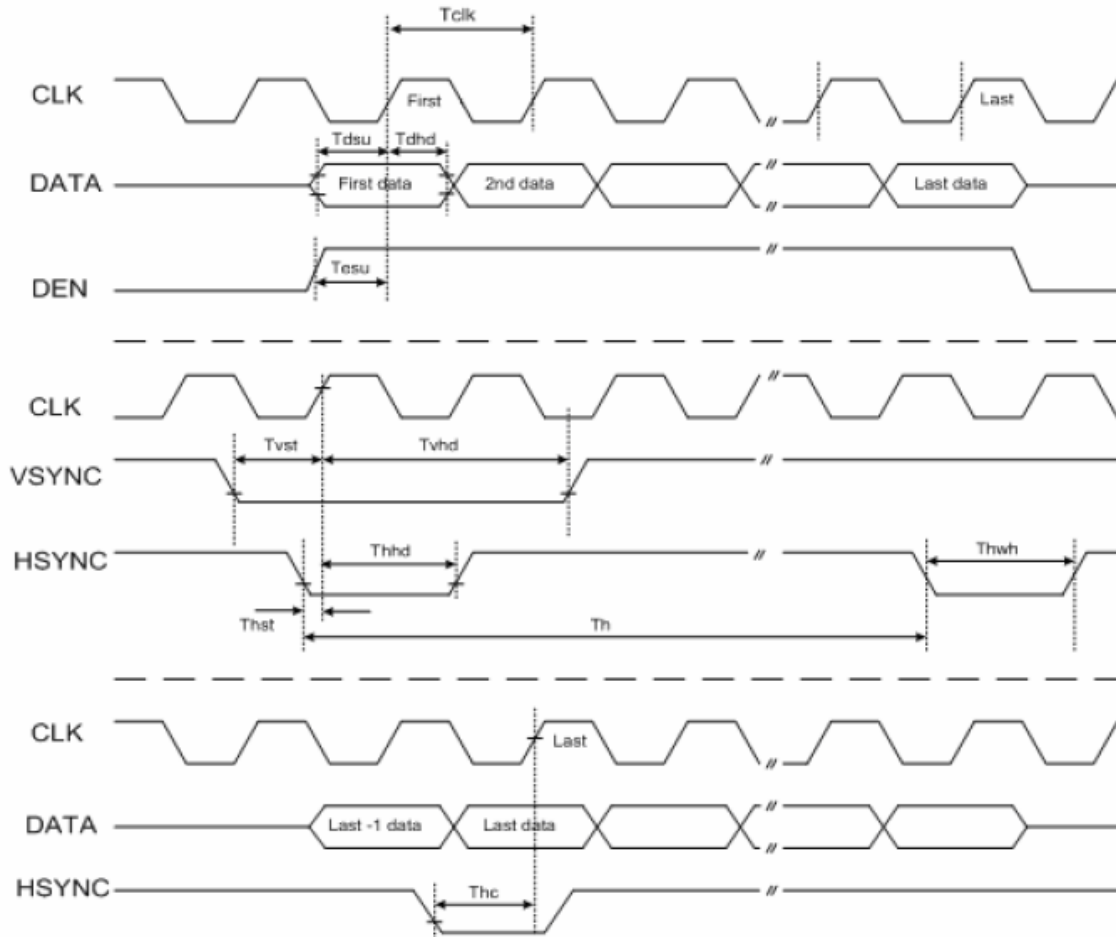 Tclk
CLK
First
Last
Tdsu
Tdhd
DATA
First data
2nd data
Last data
DEN
Tesu
CLK
Tvst
Tvhd
VSYNC
HSYNC
Thhd
Thwh
Thst
Th
CLK
Last
DATA
Last -1 data
Last data
HSYNC
Thc